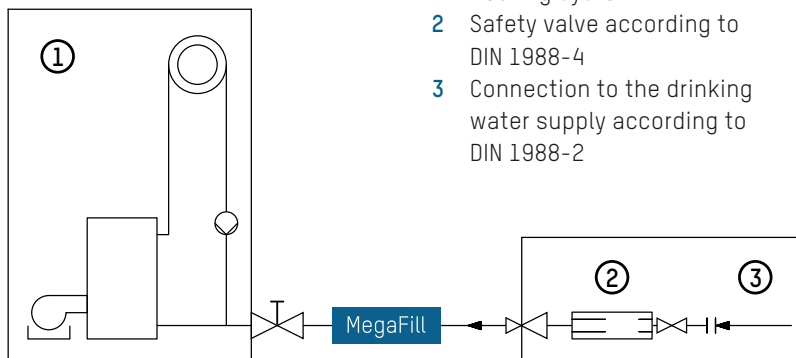 2 Safety valve according to
DIN 1988-4
3 Connection to the drinking
water supply according to
DIN 1988-2
1
2
3
MegaFill